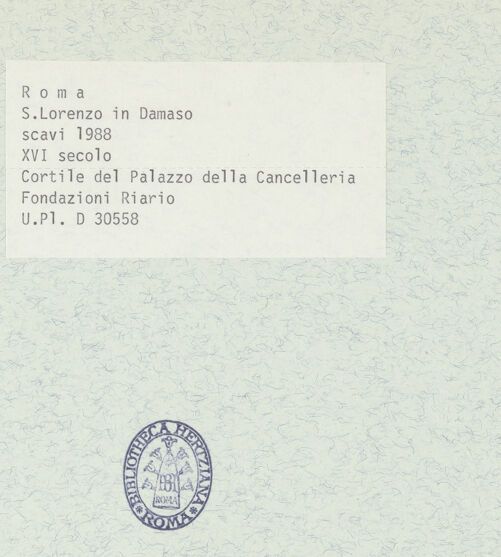 R o m a
S.Lorenzo in Damaso
scavi 1988
XVI secolo
Cortile del Palazzo della Cancelleria
Fondazioni Riario
U.Pl. D 30558
BIBLIOTHECA HERTZIANA
ROMA
* ROMA *